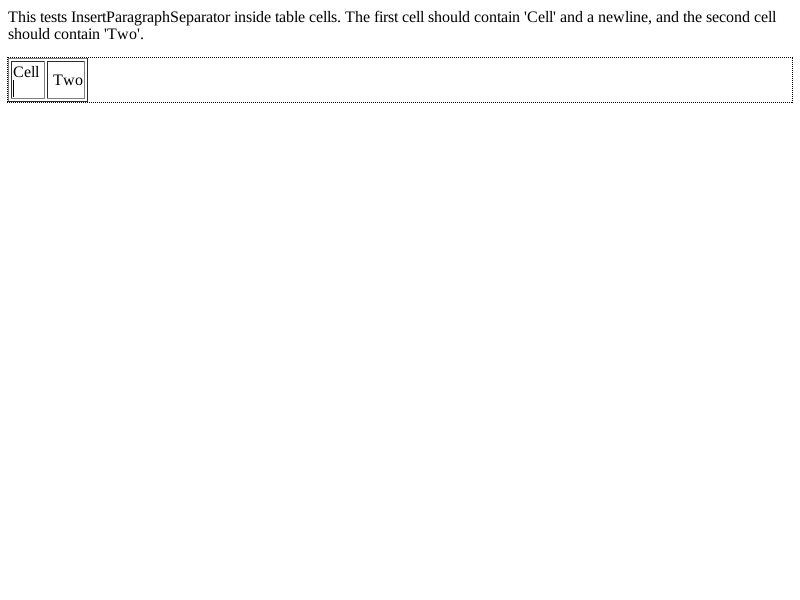 This tests InsertParagraphSeparator inside table cells. The first cell should contain 'Cell' and a newline, and the second cell
should contain 'Two'.
Cell
Two